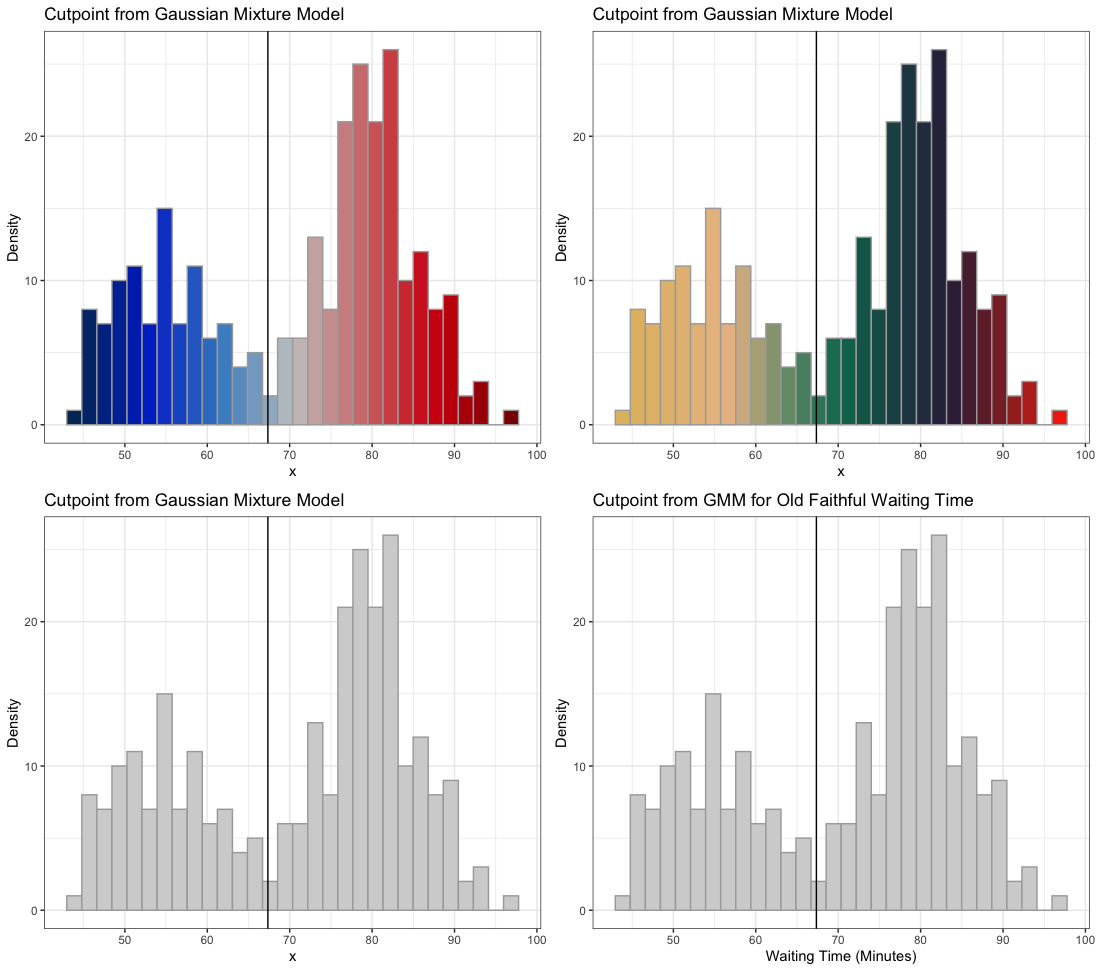 Cutpoint from Gaussian Mixture Model
Density
20
10
0
50 60 70 80 90 100
x
Cutpoint from Gaussian Mixture Model
Density
20
10
0
50 60 70 80 90 100
x
Cutpoint from Gaussian Mixture Model
Density
20
10
0
50 60 70 80 90 100
x
Cutpoint from GMM for Old Faithful Waiting Time
Density
20
10
0
50 60 70 80 90 100
Waiting Time (Minutes)